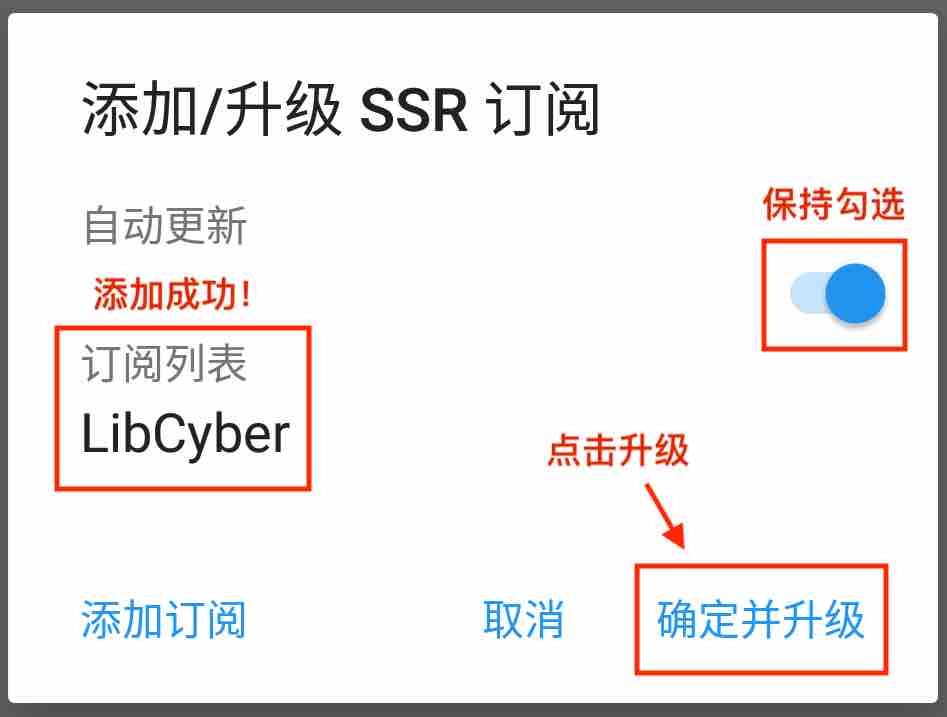 添加/升级 SSR 订阅
保持勾选
自动更新
添加成功！
订阅列表
LibCyber
点击升级
添加订阅
取消
确定并升级